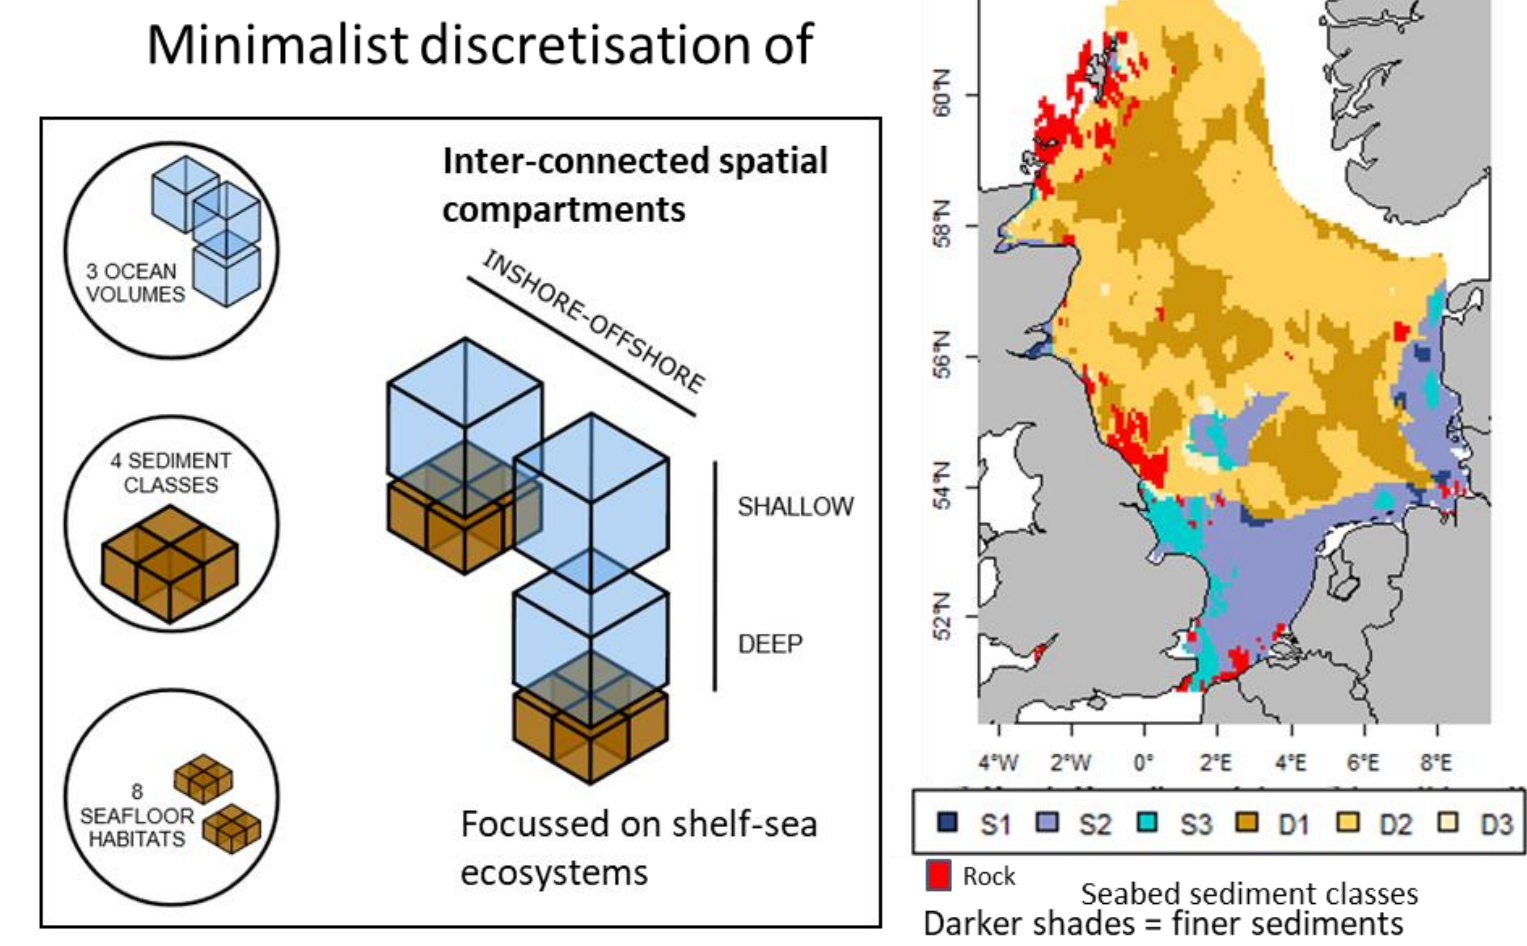 Minimalist discretisation of
Inter-connected spatial
compartments
3 OCEAN
VOLUMES
INSHORE-OFFSHORE
4 SEDIMENT
CLASSES
SHALLOW
DEEP
8
SEAFLOOR
HABITATS
Focussed on shelf-sea
ecosystems
60°N
58°N
56°N
54°N
52°N
4°W 2°W 0° 2°E 4°E 6°E 8°E
S1 S2 S3 D1 D2 D3
Rock
Seabed sediment classes
Darker shades = finer sediments